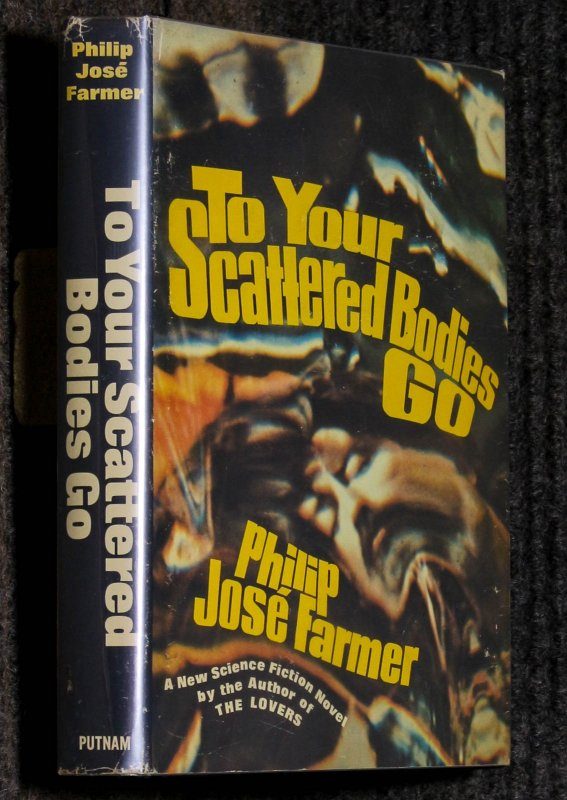 Philip
José
Farmer
To Your Scattered
Bodies Go
PUTNAM
To Your
Scattered Bodies
Go
Philip
José Farmer
A New Science Fiction Novel
by the Author of
THE LOVERS